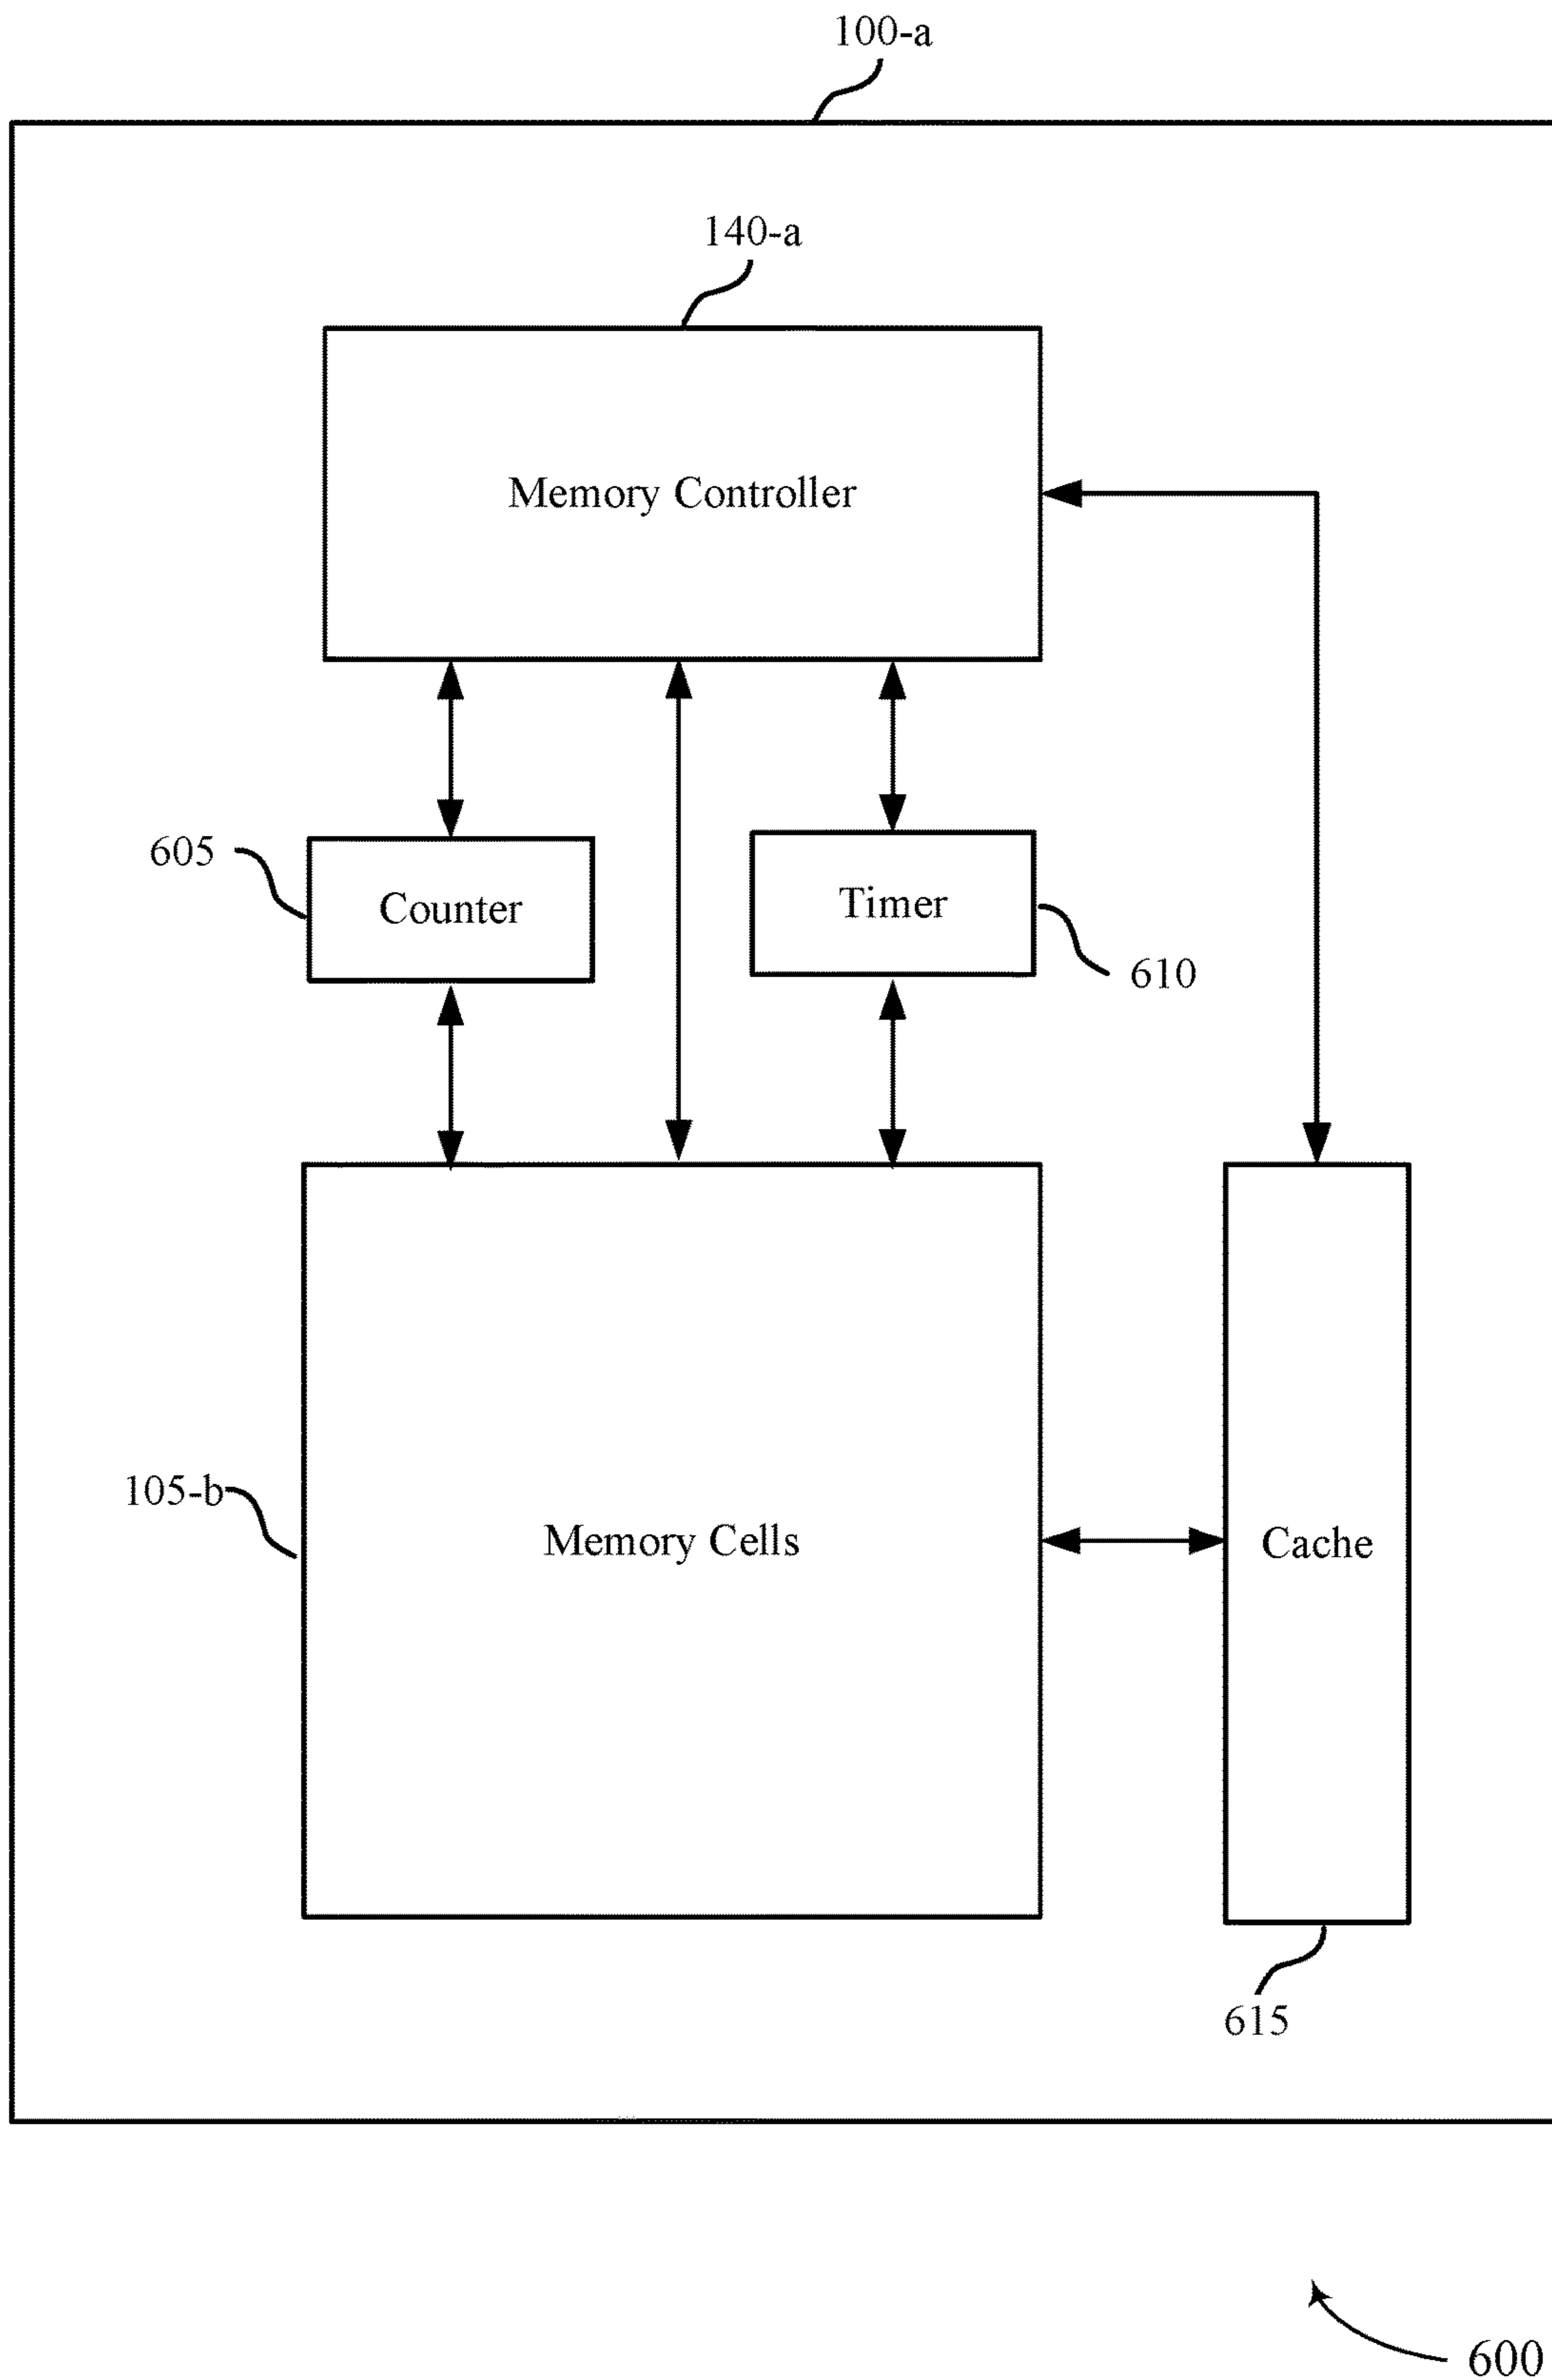 100-a
140-a
Memory Controller
605
Counter
Timer
610
105-b
Memory Cells
Cache
615
600